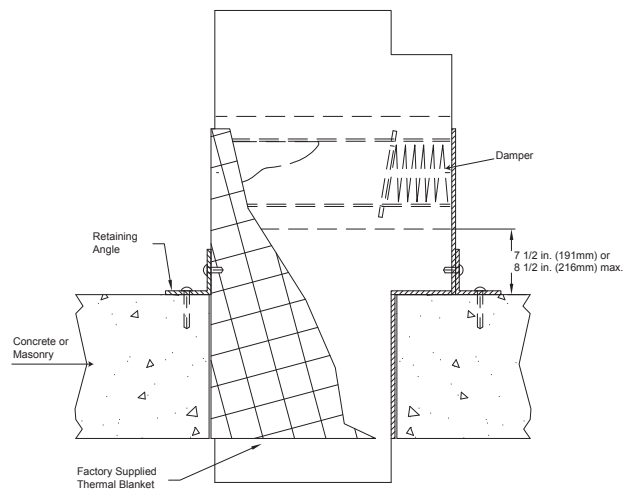 Damper
Retaining
Angle
7 1/2 in. (191mm) or
8 1/2 in. (216mm) max.
Concrete or
Masonry
Factory Supplied
Thermal Blanket